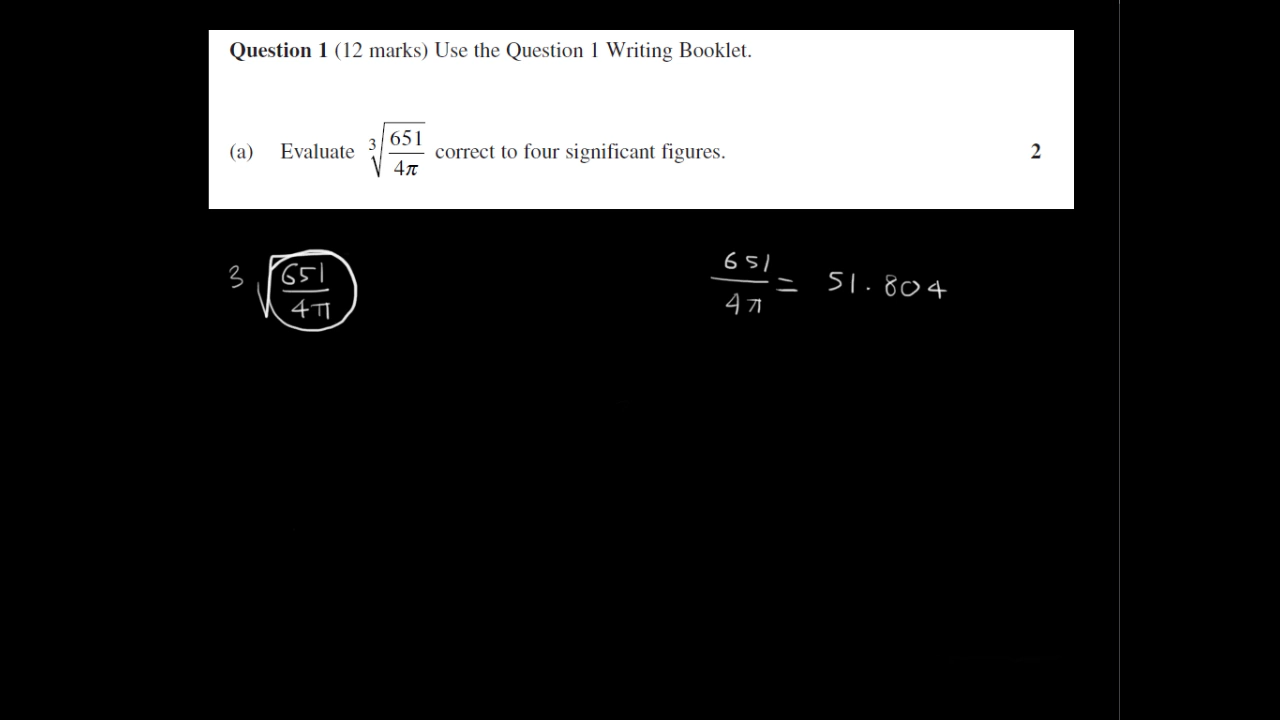 Question 1 (12 marks) Use the Question 1 Writing Booklet.
(a) Evaluate ∛(651/4π) correct to four significant figures. 2
∛(651/4π)
651/4π = 51.804